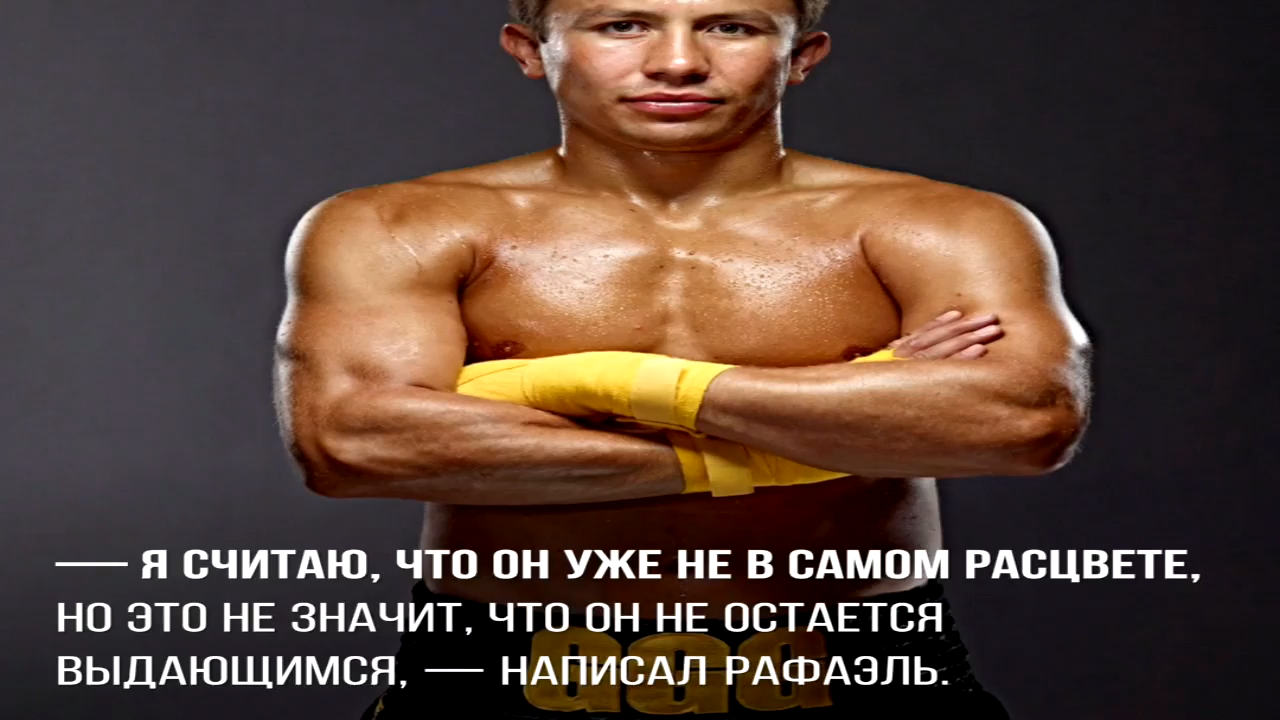 — Я СЧИТАЮ, ЧТО ОН УЖЕ НЕ В САМОМ РАСЦВЕТЕ,
НО ЭТО НЕ ЗНАЧИТ, ЧТО ОН НЕ ОСТАЕТСЯ
ВЫДАЮЩИМСЯ, — НАПИСАЛ РАФАЭЛЬ.